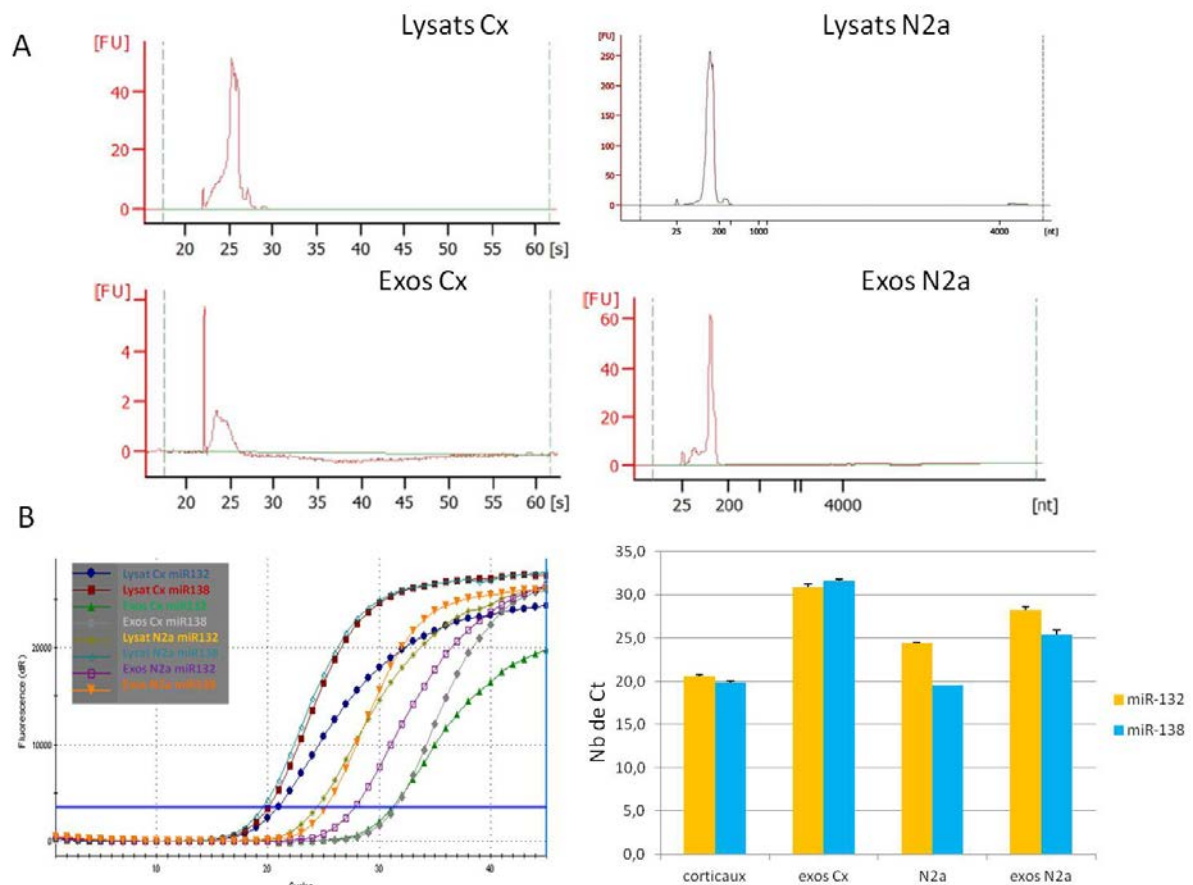 A
Lysats Cx
[FU]
40
20
0
20 25 30 35 40 45 50 55 60 [s]
Lysats N2a
[FU]
250
200
150
100
50
0
25 200 1000 4000 [nt]
Exos Cx
[FU]
4
2
0
20 25 30 35 40 45 50 55 60 [s]
Exos N2a
[FU]
60
40
20
0
25 200 4000 [nt]
B
Lysat Cx miR132
Lysat Cx miR138
Exos Cx miR132
Exos Cx miR138
Lysat N2a miR132
Lysat N2a miR138
Exos N2a miR132
Exos N2a miR138
Fluorescence (dR)
20000
10000
0
10 20 30 40
35,0
30,0
25,0
20,0
15,0
10,0
5,0
0,0
Nb de Ct
corticaux exos Cx N2a exos N2a
miR-132
miR-138